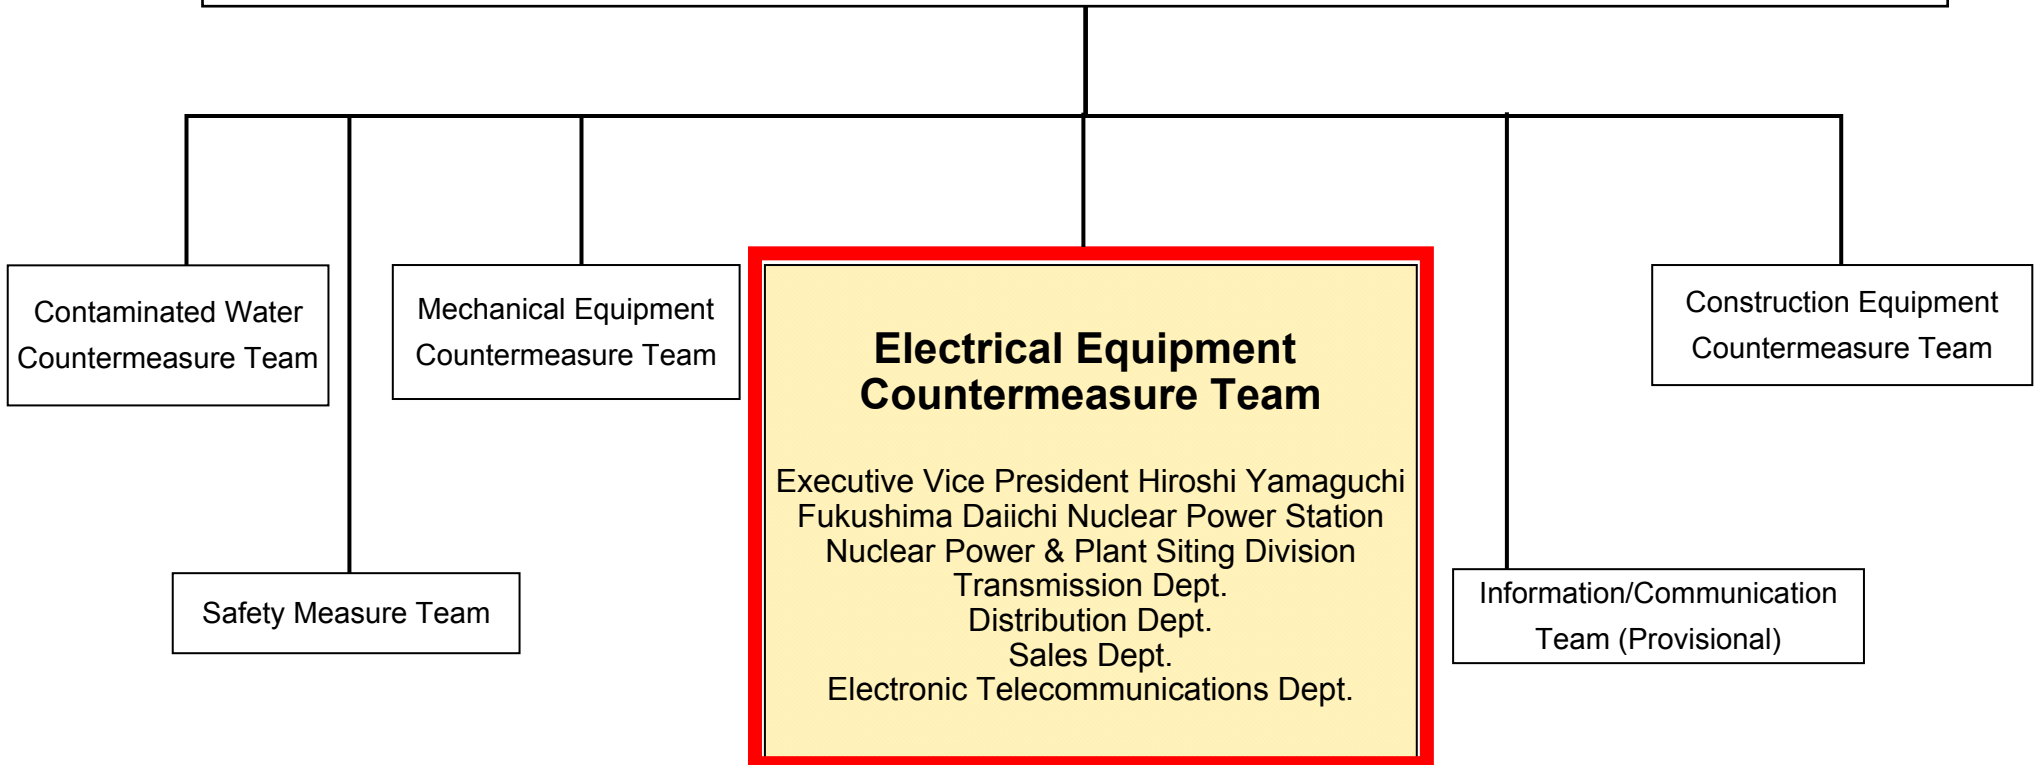 Contaminated Water
Countermeasure Team
Mechanical Equipment
Countermeasure Team
Electrical Equipment
Countermeasure Team
Executive Vice President Hiroshi Yamaguchi
Fukushima Daiichi Nuclear Power Station
Nuclear Power & Plant Siting Division
Transmission Dept.
Distribution Dept.
Sales Dept.
Electronic Telecommunications Dept.
Construction Equipment
Countermeasure Team
Safety Measure Team
Information/Communication
Team (Provisional)